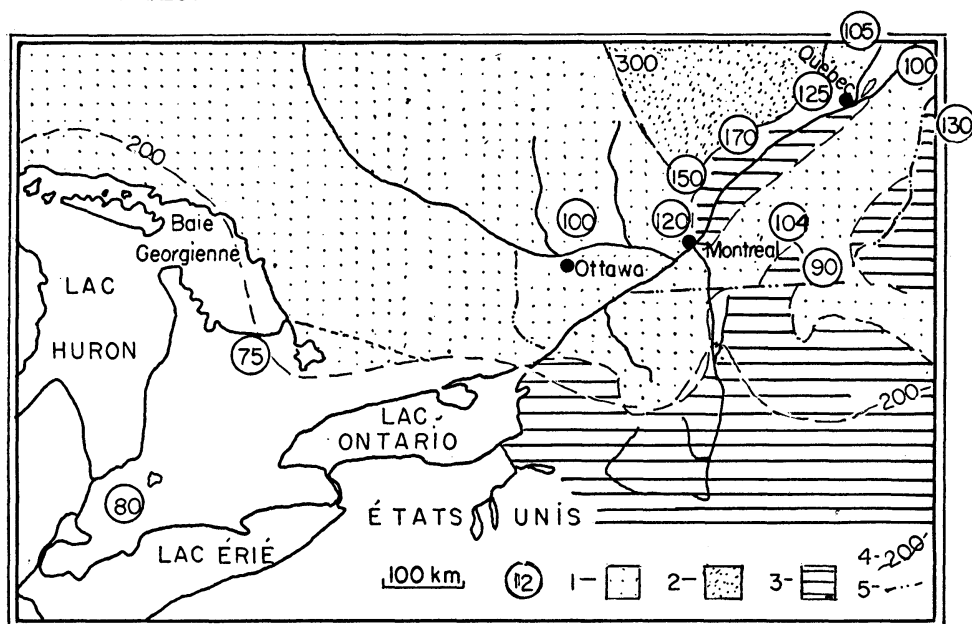 105
Québec
100
300
125
130
200
170
150
Baie
Georgienne
100
120
104
Montréal
Ottawa
90
LAC
HURON
75
200
LAC
ONTARIO
80
ÉTATS UNIS
LAC ÉRIÉ
100 km
12
1-
2-
3-
4-200
5-